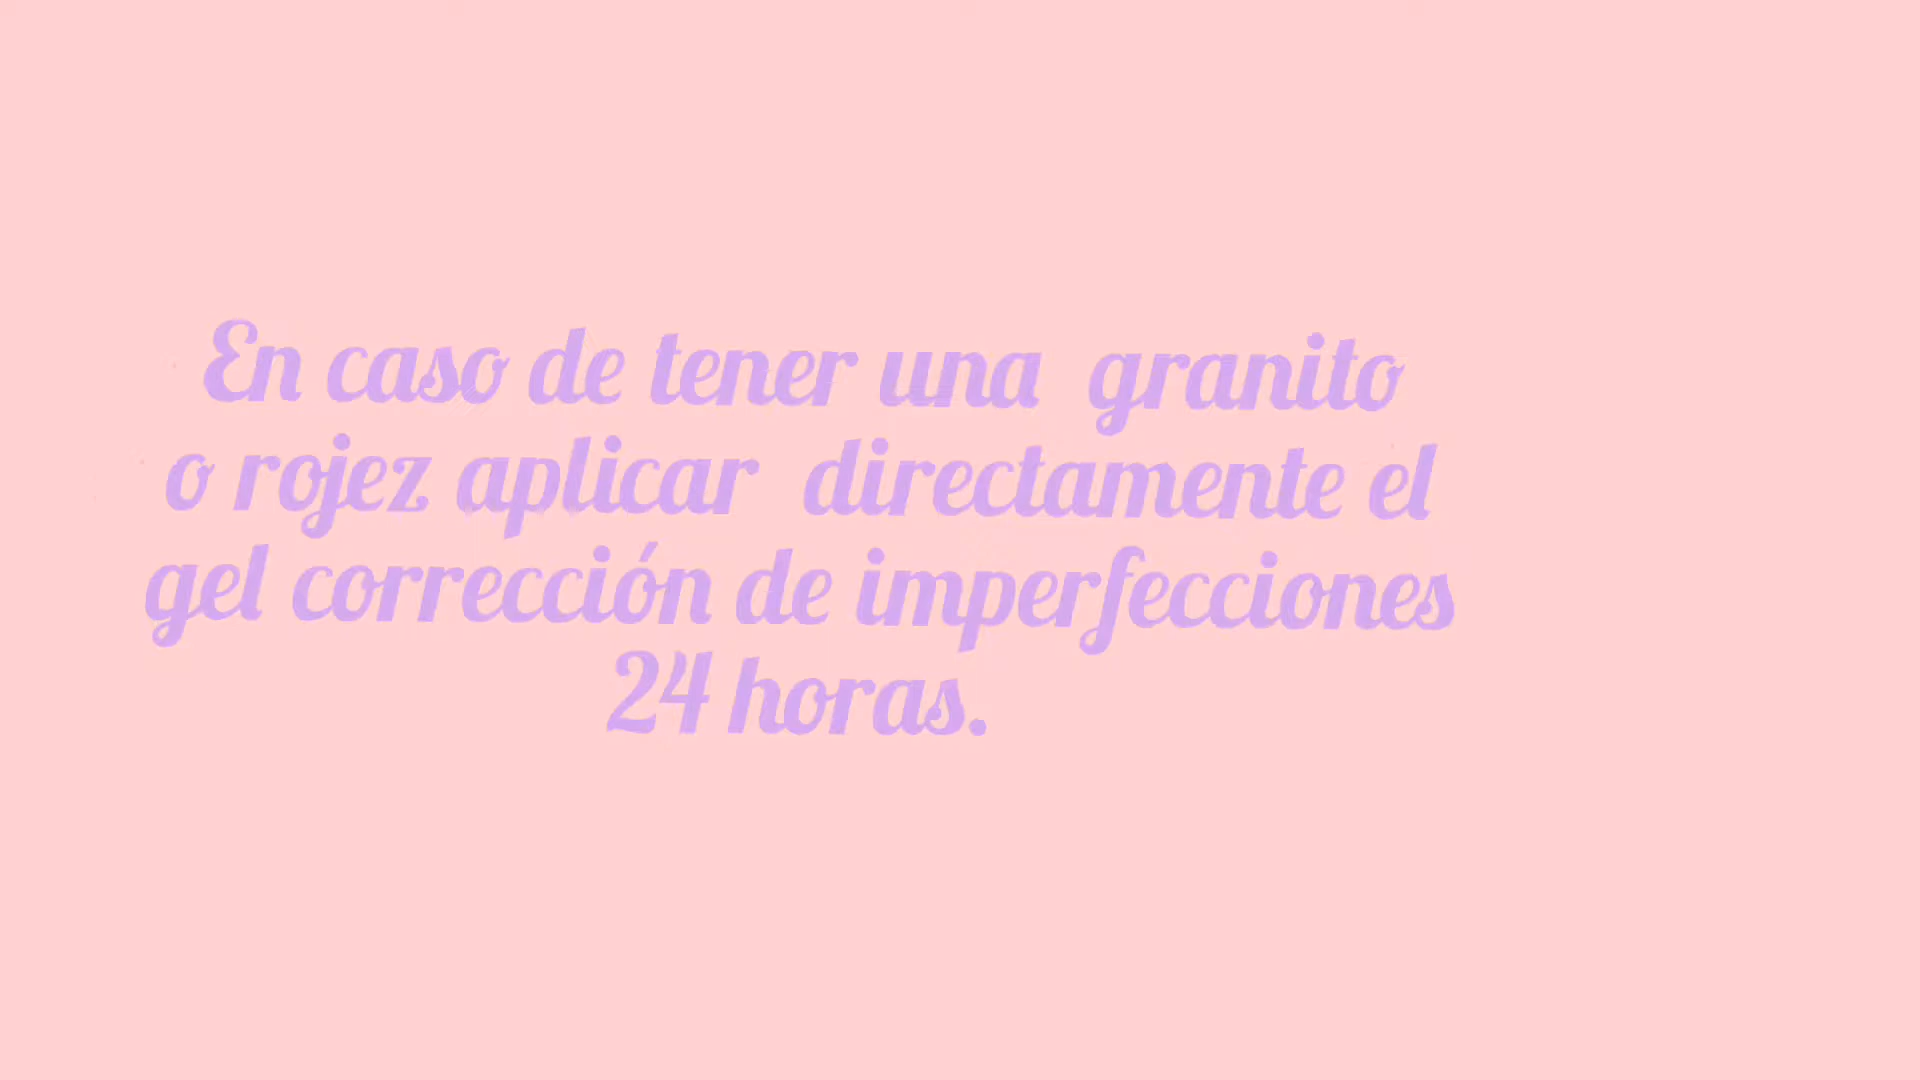 En caso de tener una granito
o rojez aplicar directamente el
gel corrección de imperfecciones
24 horas.